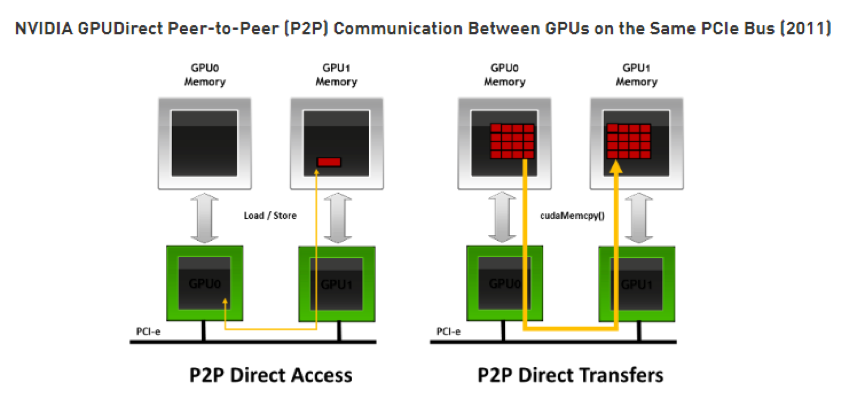 NVIDIA GPUDirect Peer-to-Peer (P2P) Communication Between GPUs on the Same PCIe Bus (2011)
GPU0
Memory
GPU1
Memory
Load / Store
GPU0
GPU1
PCI-e
P2P Direct Access
GPU0
Memory
GPU1
Memory
cudaMemcpy()
GPU0
GPU1
PCI-e
P2P Direct Transfers